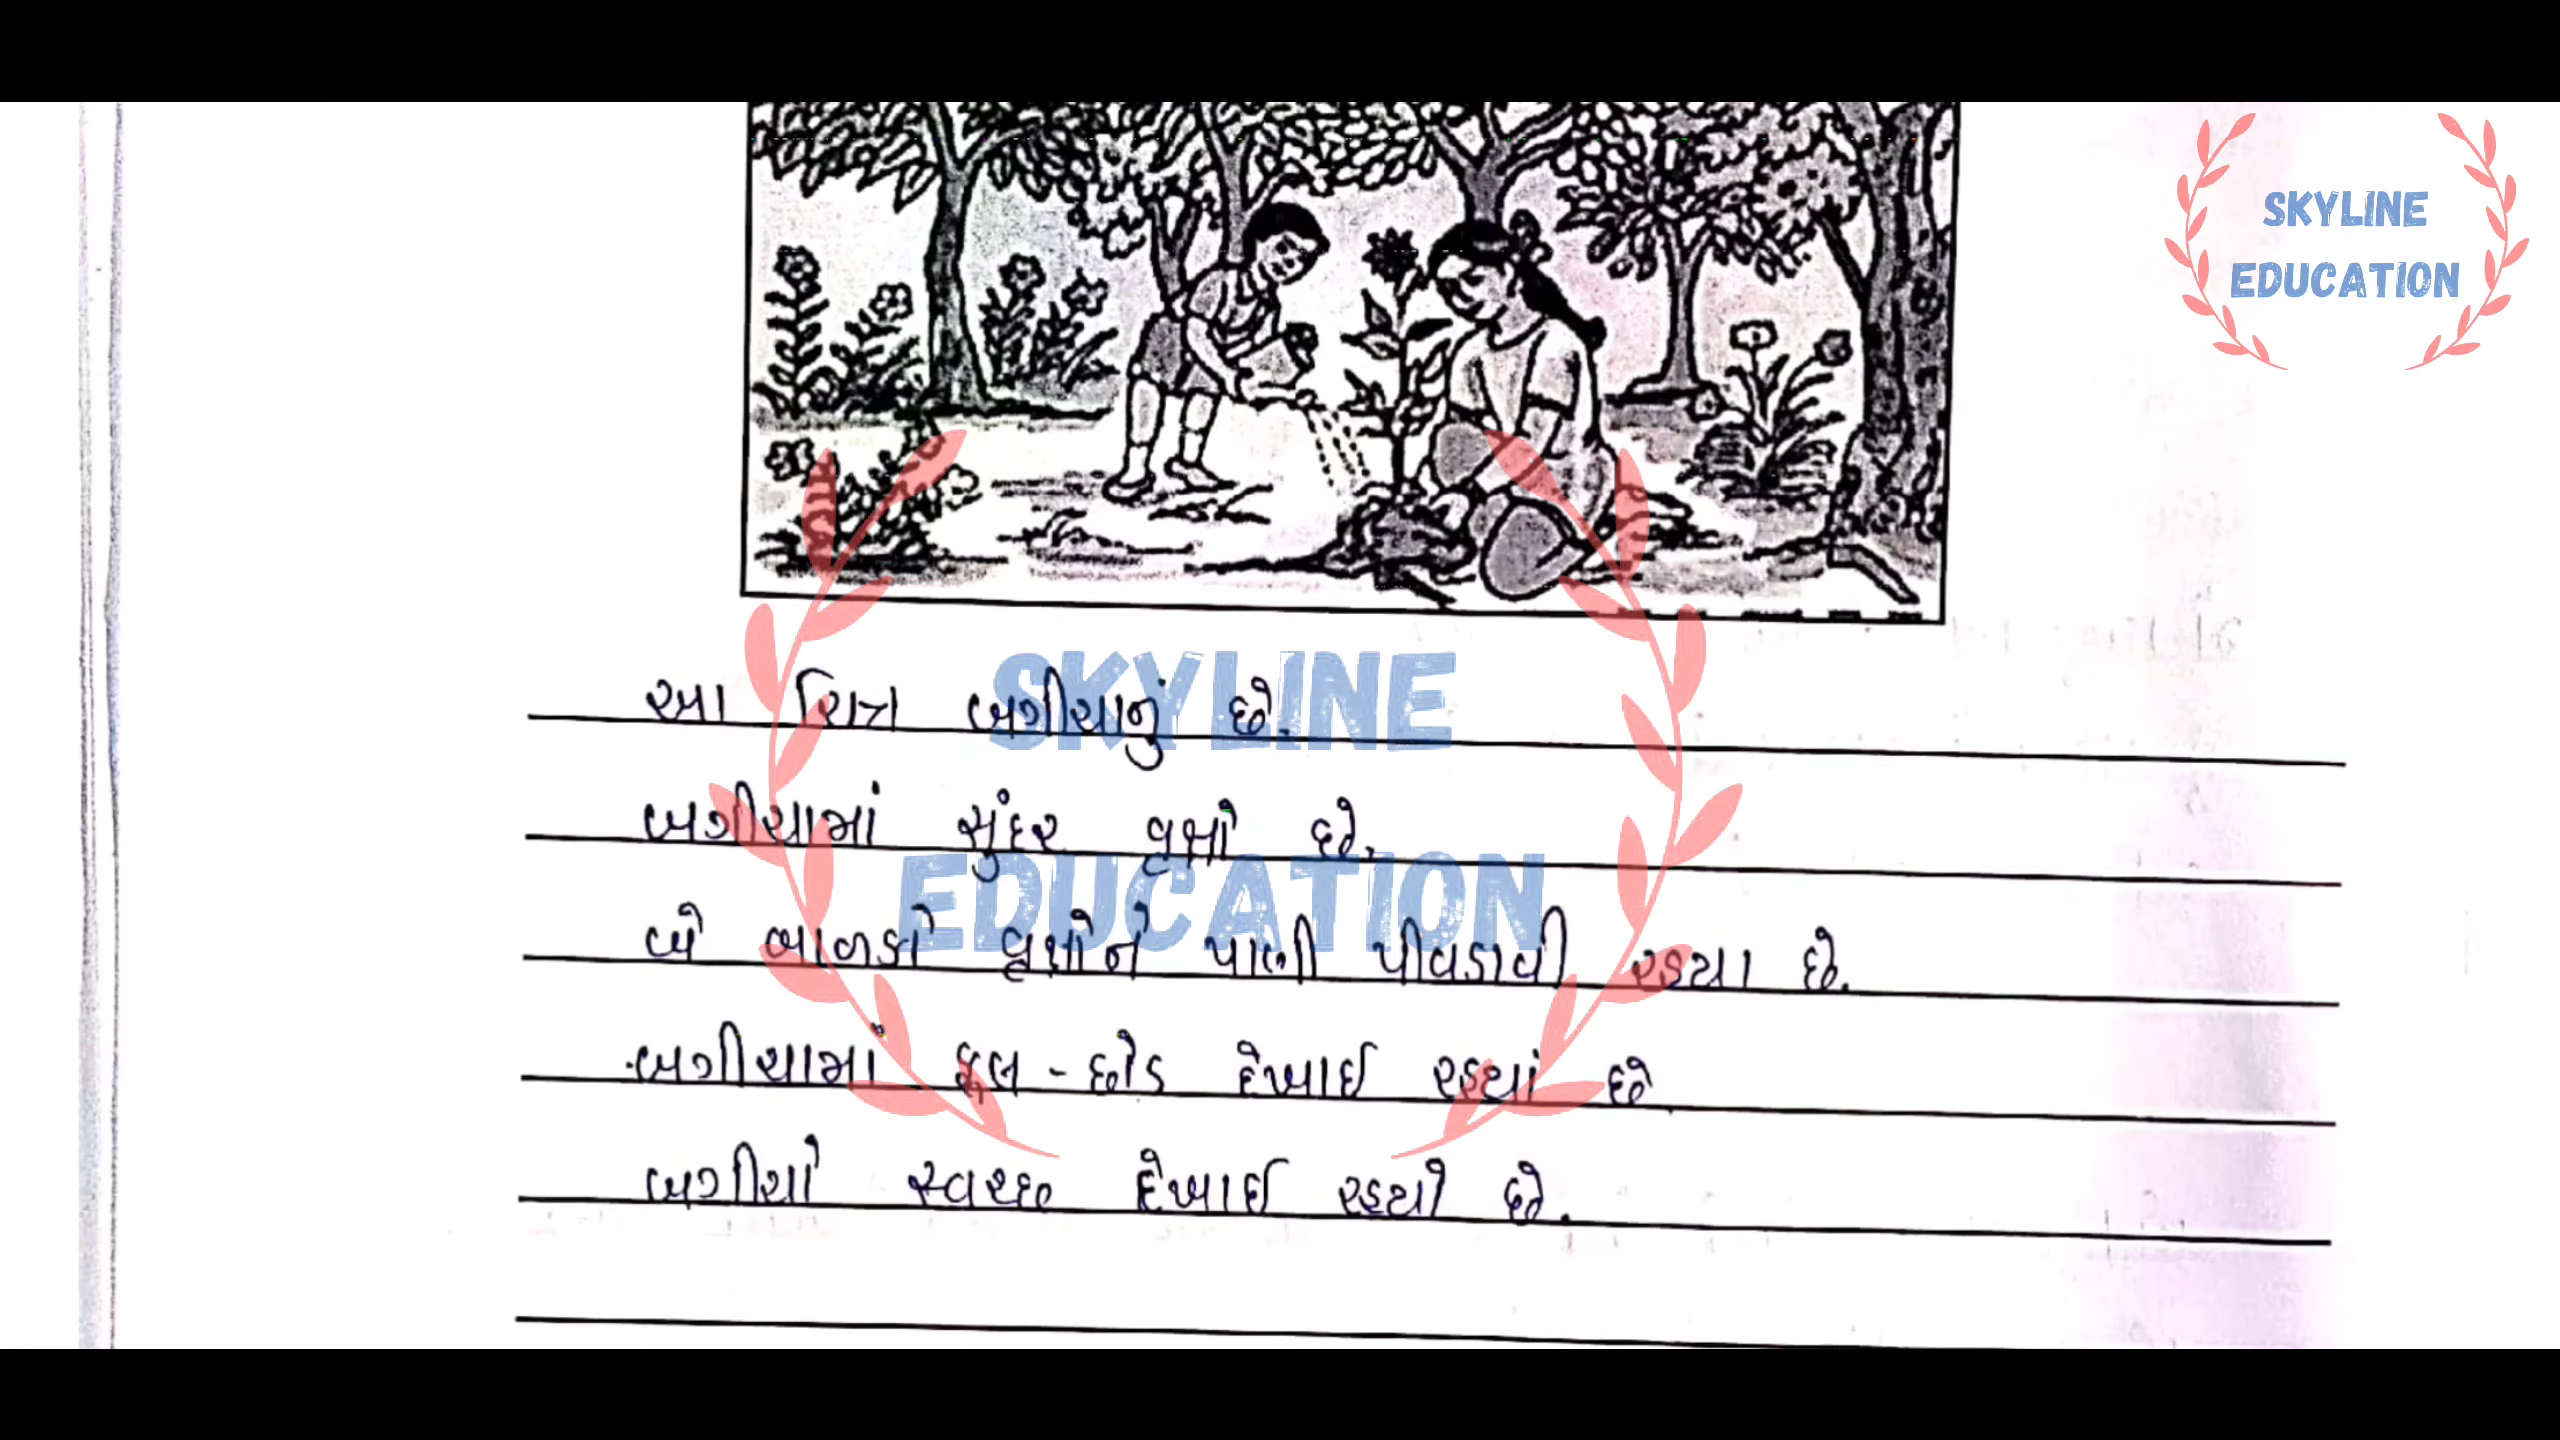 SKYLINE
EDUCATION
આ ચિત્ર બગીચાનું છે.
બગીચામાં સુંદર વૃક્ષો છે.
બે બાળકો વૃક્ષોને પાણી પીવડાવી રહ્યા છે.
બગીચામાં ફૂલ - છોડ દેખાઈ રહ્યાં છે
બગીચો સ્વચ્છ દેખાઈ રહ્યો છે.
SKYLINE
EDUCATION